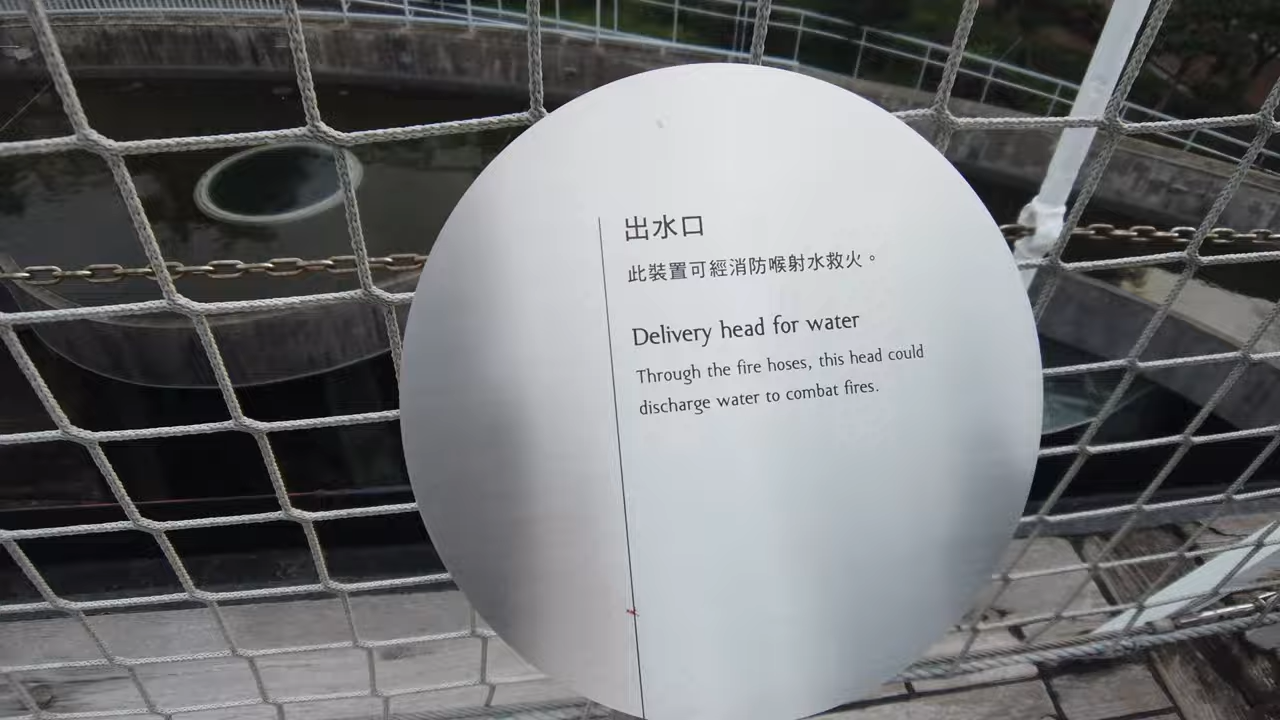 出水口
此裝置可經消防喉射水救火。
Delivery head for water
Through the fire hoses, this head could
discharge water to combat fires.